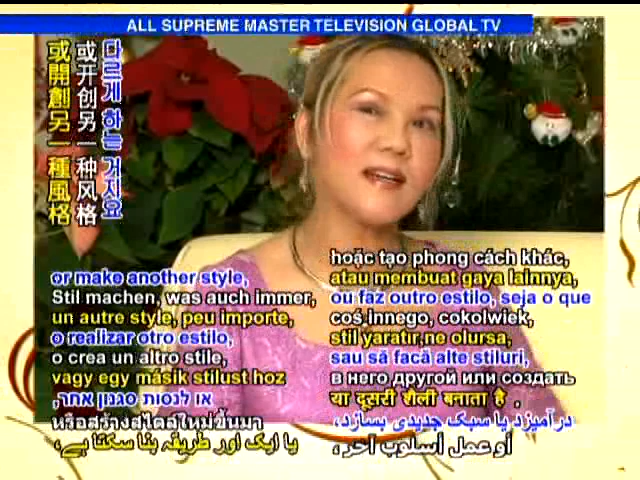 ALL SUPREME MASTER TELEVISION GLOBAL TV
或開創另一種風格
或开创另一种风格
다르게 하는 거지요
or make another style,
Stil machen, was auch immer,
un autre style, peu importe,
o realizar otro estilo,
o crea un altro stile,
vagy egy másik stilust hoz
או לנסות סגנון אחר,
หรือสร้างสไตล์ใหม่ขึ้นมา
یا ایک اور طریقہ بنا سکتا ہے،
hoặc tạo phong cách khác,
atau membuat gaya lainnya,
ou faz outro estilo, seja o que
coś innego, cokolwiek,
stil yaratır,ne olursa,
sau să facă alte stiluri,
в него другой или создать
या दूसरी शैली बनाता है .
درآمیزد یا سبک جدیدی بسازد،
أو عمل أسلوب آخر،